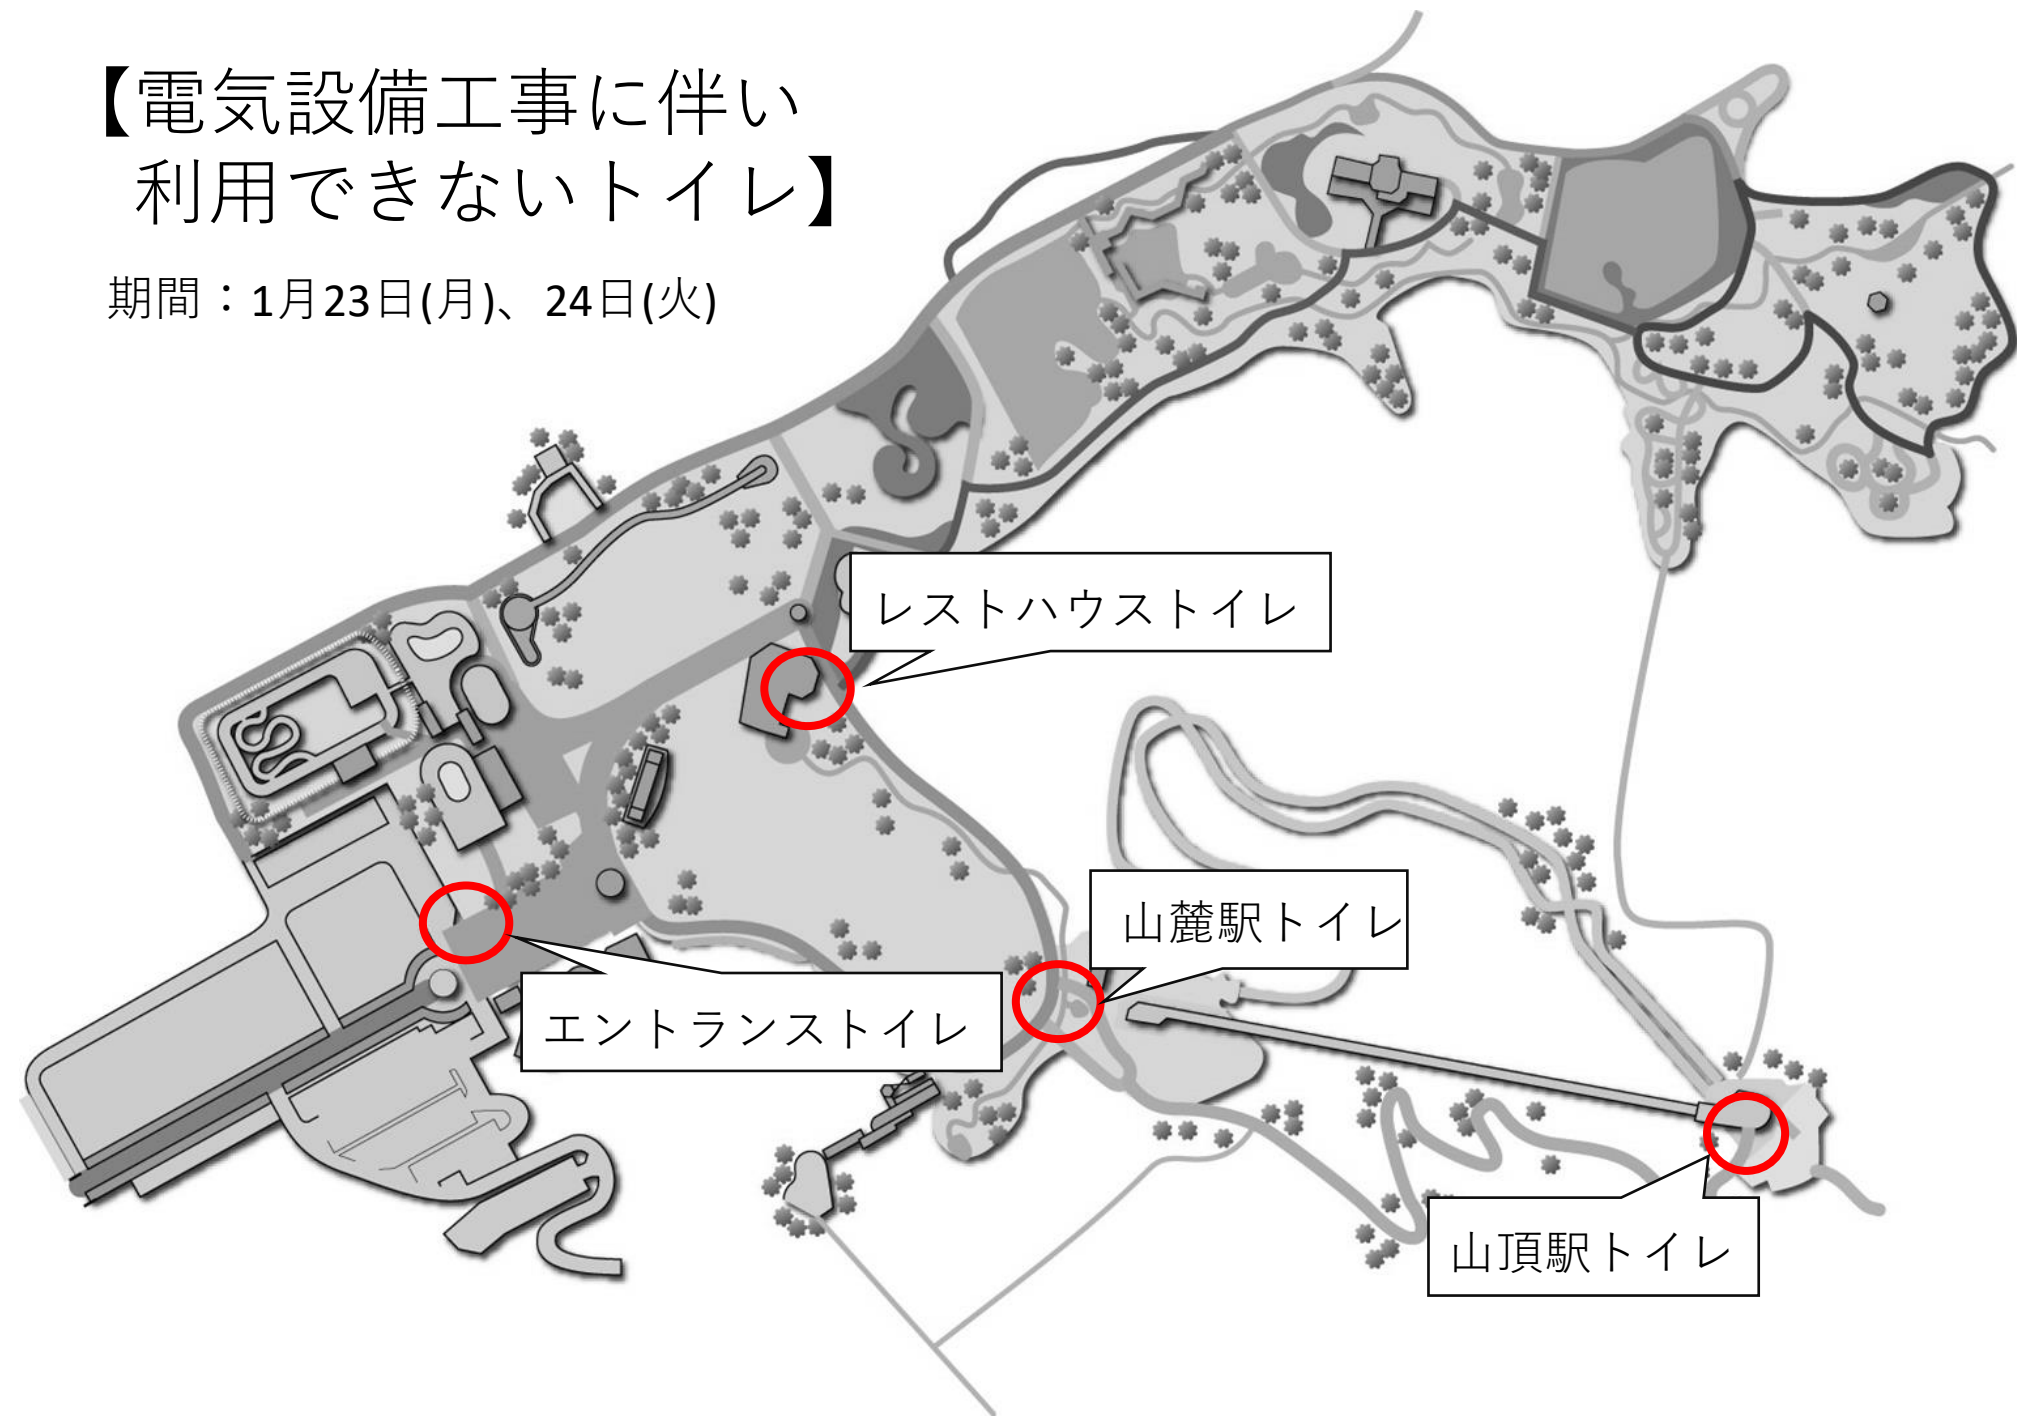 【電気設備工事に伴い
利用できないトイレ】
期間：1月23日(月)、24日(火)
レストハウストイレ
山麓駅トイレ
エントランストイレ
山頂駅トイレ